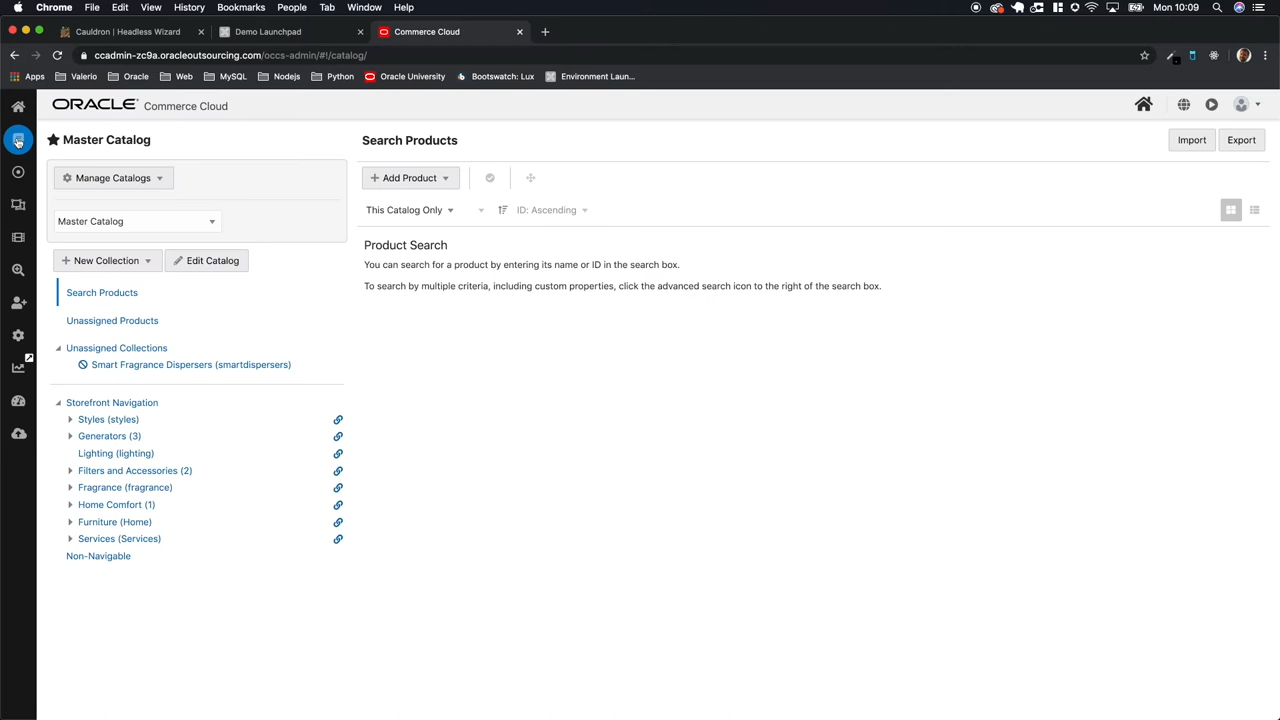 Chrome File Edit View History Bookmarks People Tab Window Help Mon 10:09
Cauldron | Headless Wizard Demo Launchpad Commerce Cloud
ccadmin-zc9a.oracleoutsourcing.com/occs-admin/#!/catalog/
Apps Valerio Oracle Web MySQL Nodejs Python Oracle University Bootswatch: Lux Environment Laun...
ORACLE Commerce Cloud
Master Catalog
Search Products
Import Export
Manage Catalogs
Add Product
Master Catalog
This Catalog Only ID: Ascending
New Collection Edit Catalog
Product Search
You can search for a product by entering its name or ID in the search box.
To search by multiple criteria, including custom properties, click the advanced search icon to the right of the search box.
Search Products
Unassigned Products
Unassigned Collections
Smart Fragrance Dispersers (smartdispersers)
Storefront Navigation
Styles (styles)
Generators (3)
Lighting (lighting)
Filters and Accessories (2)
Fragrance (fragrance)
Home Comfort (1)
Furniture (Home)
Services (Services)
Non-Navigable